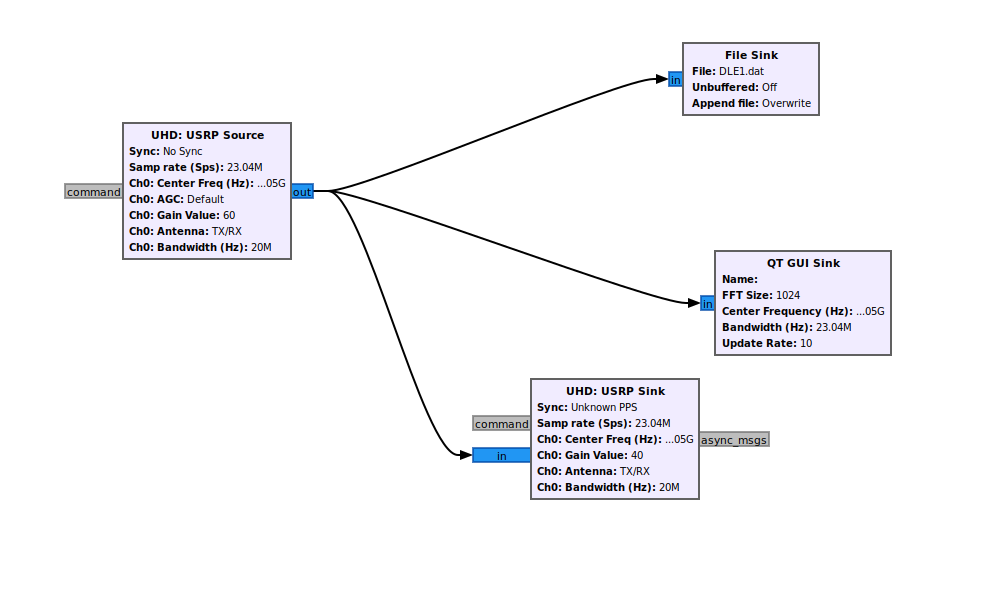 File Sink
File: DLE1.dat
Unbuffered: Off
Append file: Overwrite
in
UHD: USRP Source
Sync: No Sync
Samp rate (Sps): 23.04M
Ch0: Center Freq (Hz): ...05G
Ch0: AGC: Default
Ch0: Gain Value: 60
Ch0: Antenna: TX/RX
Ch0: Bandwidth (Hz): 20M
command
out
QT GUI Sink
Name:
FFT Size: 1024
Center Frequency (Hz): ...05G
Bandwidth (Hz): 23.04M
Update Rate: 10
in
UHD: USRP Sink
Sync: Unknown PPS
Samp rate (Sps): 23.04M
Ch0: Center Freq (Hz): ...05G
Ch0: Gain Value: 40
Ch0: Antenna: TX/RX
Ch0: Bandwidth (Hz): 20M
command
in
async_msgs